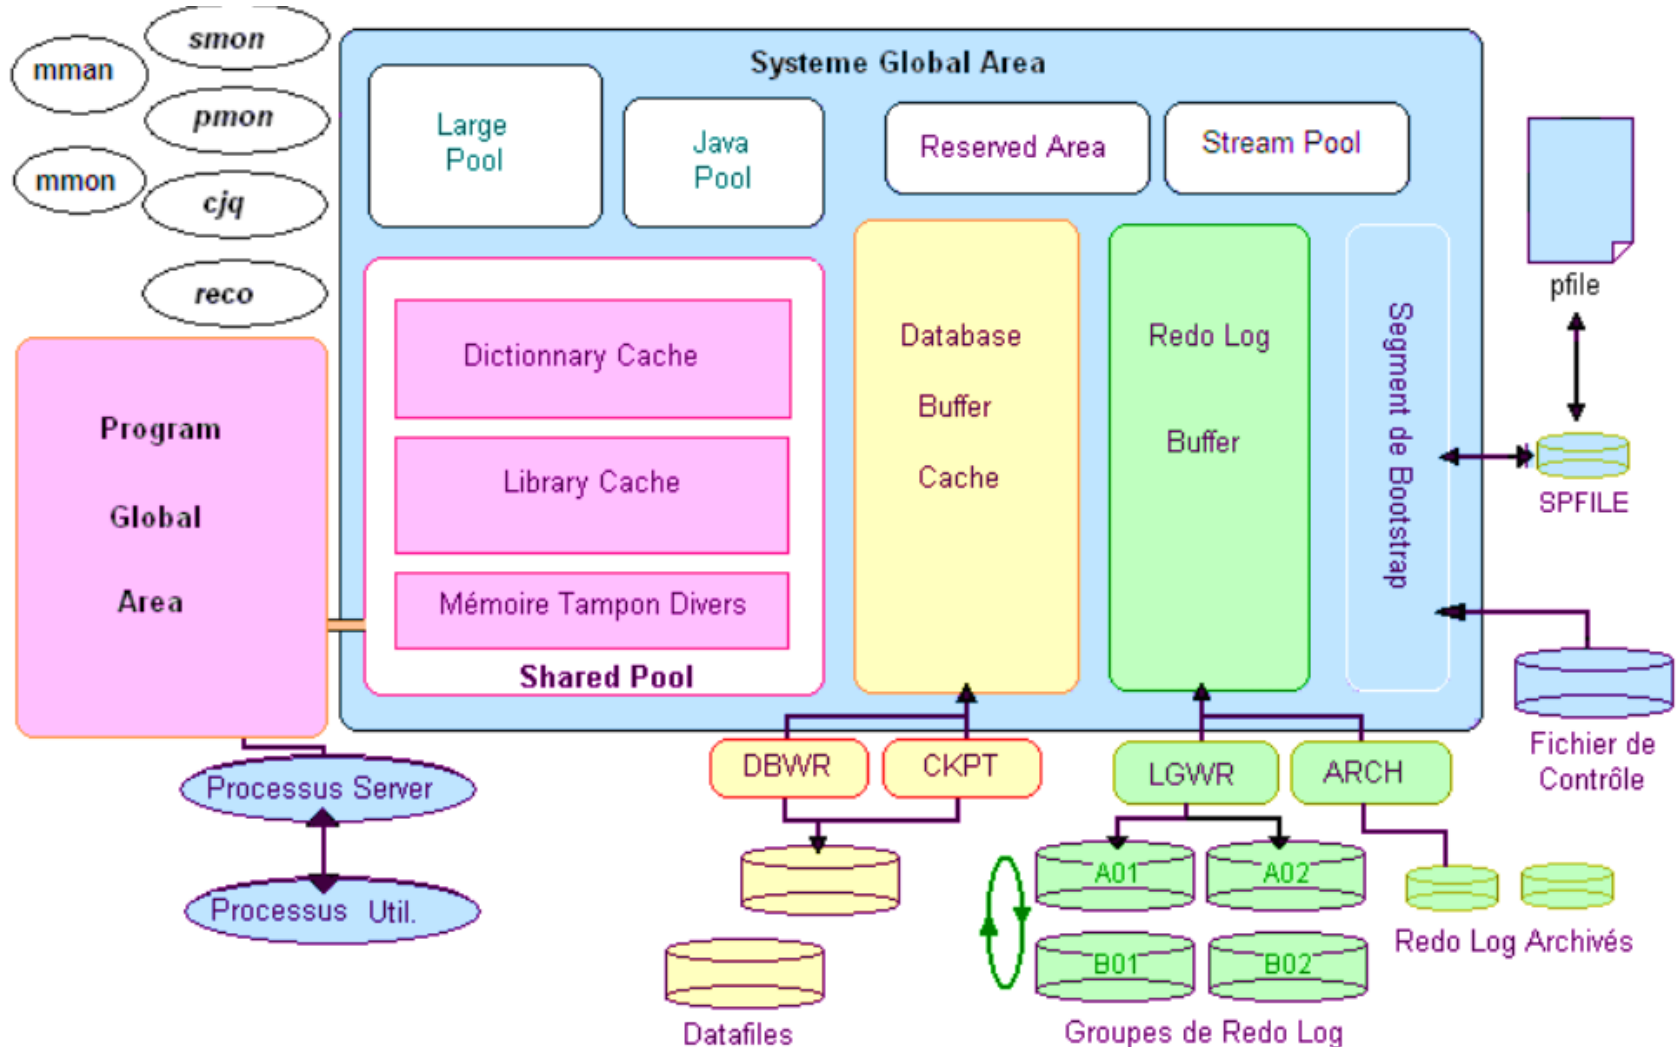 smon
mman
pmon
mmon
cjq
reco
Systeme Global Area
Large
Pool
Java
Pool
Reserved Area
Stream Pool
pfile
Dictionnary Cache
Library Cache
Mémoire Tampon Divers
Shared Pool
Database
Buffer
Cache
Redo Log
Buffer
Segment de Bootstrap
SPFILE
Program
Global
Area
Fichier de
Contrôle
DBWR
CKPT
LGWR
ARCH
Processus Server
Processus Util.
A01
A02
B01
B02
Redo Log Archivés
Datafiles
Groupes de Redo Log